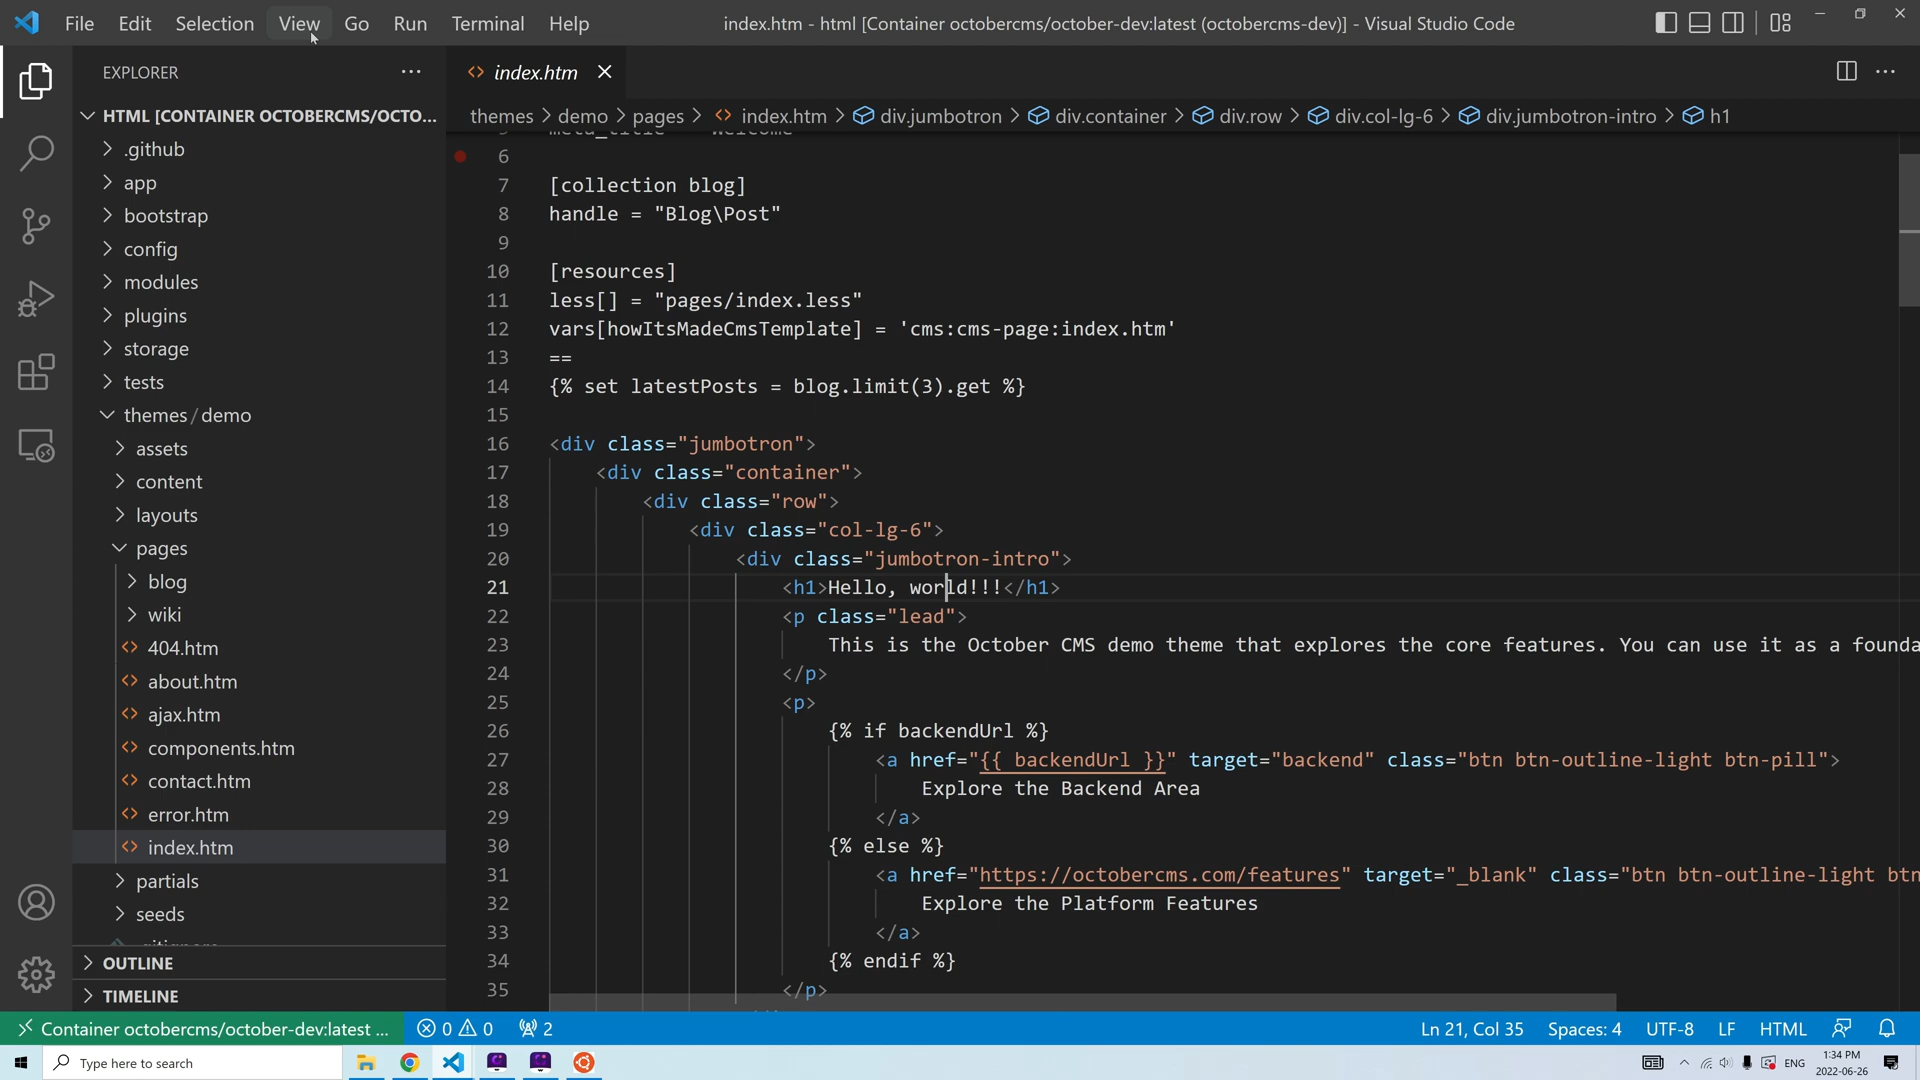 File Edit Selection View Go Run Terminal Help
index.htm - html [Container octobercms/october-dev:latest (octobercms-dev)] - Visual Studio Code
EXPLORER
HTML [CONTAINER OCTOBERCMS/OCTO...
.github
app
bootstrap
config
modules
plugins
storage
tests
themes / demo
assets
content
layouts
pages
blog
wiki
404.htm
about.htm
ajax.htm
components.htm
contact.htm
error.htm
index.htm
partials
seeds
.gitignore
OUTLINE
TIMELINE
index.htm
themes > demo > pages > index.htm > div.jumbotron > div.container > div.row > div.col-lg-6 > div.jumbotron-intro > h1
6
7 [collection blog]
8 handle = "Blog\Post"
9
10 [resources]
11 less[] = "pages/index.less"
12 vars[howItsMadeCmsTemplate] = 'cms:cms-page:index.htm'
13 ==
14 {% set latestPosts = blog.limit(3).get %}
15
16 <div class="jumbotron">
17 <div class="container">
18 <div class="row">
19 <div class="col-lg-6">
20 <div class="jumbotron-intro">
21 <h1>Hello, world!!!</h1>
22 <p class="lead">
23 This is the October CMS demo theme that explores the core features. You can use it as a founda
24 </p>
25 <p>
26 {% if backendUrl %}
27 <a href="{{ backendUrl }}" target="backend" class="btn btn-outline-light btn-pill">
28 Explore the Backend Area
29 </a>
30 {% else %}
31 <a href="https://octobercms.com/features" target="_blank" class="btn btn-outline-light btn
32 Explore the Platform Features
33 </a>
34 {% endif %}
35 </p>
Container octobercms/october-dev:latest ... 0 0 2 Ln 21, Col 35 Spaces: 4 UTF-8 LF HTML
Type here to search
ENG
1:34 PM
2022-06-26